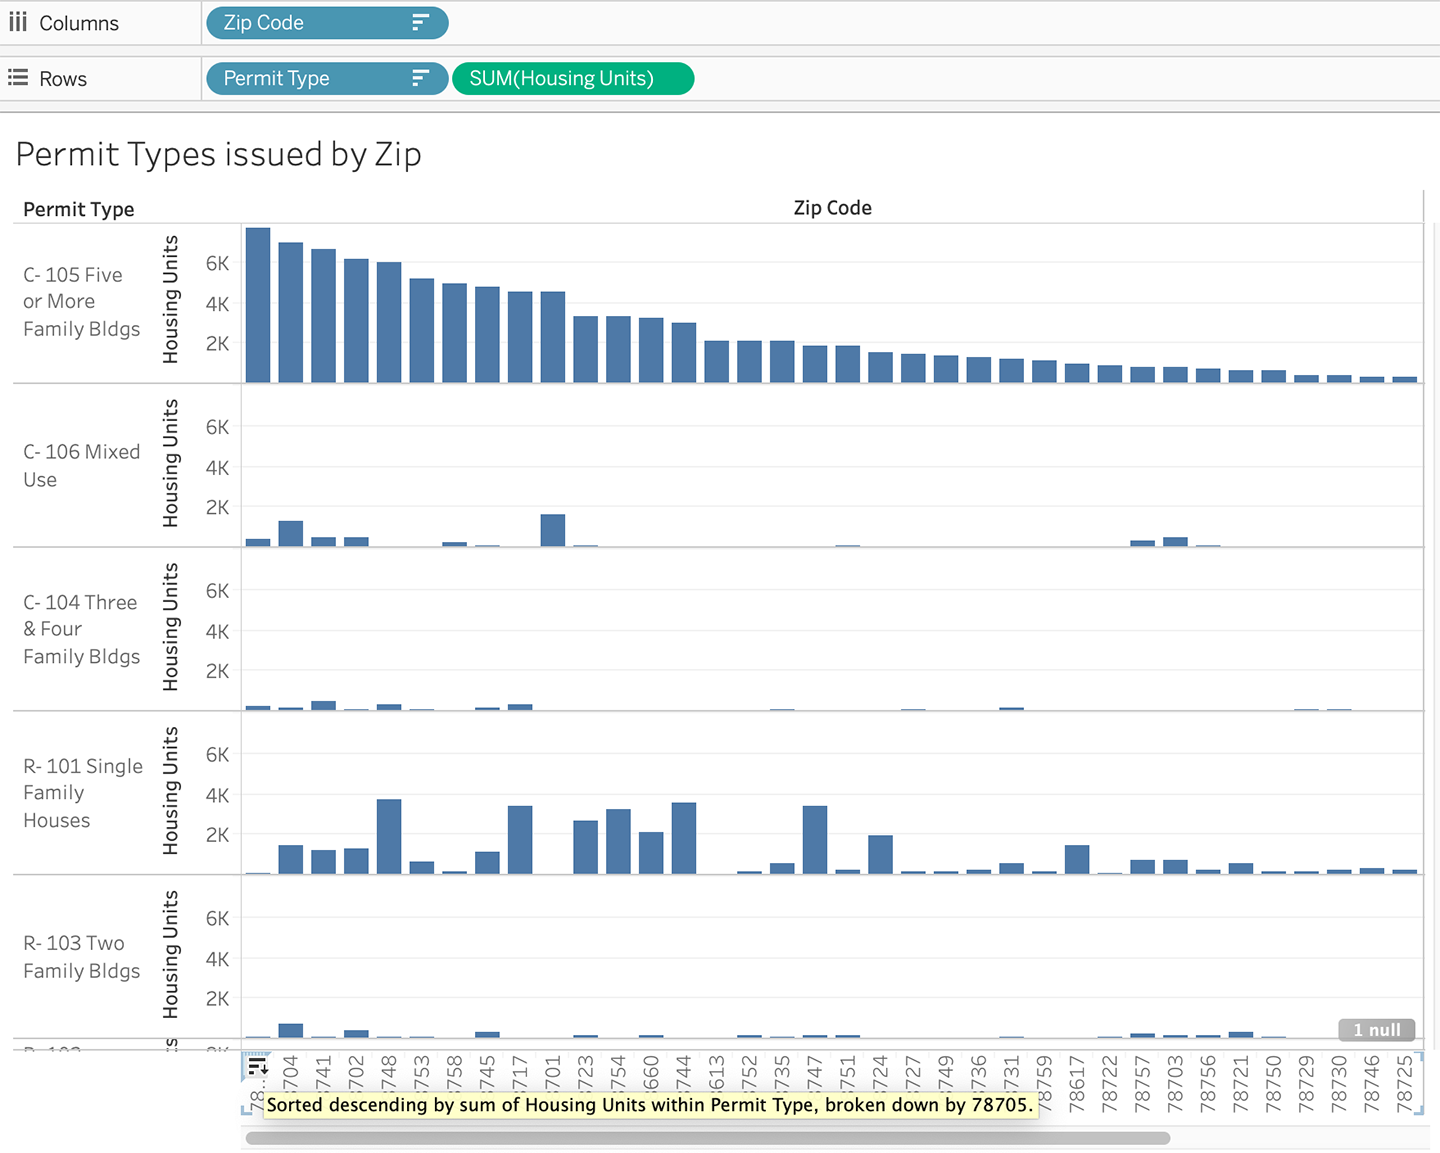 Columns
Zip Code
Rows
Permit Type
SUM(Housing Units)
Permit Types issued by Zip
Permit Type
Zip Code
C- 105 Five
or More
Family Bldgs
Housing Units
6K
4K
2K
C- 106 Mixed
Use
Housing Units
6K
4K
2K
C- 104 Three
& Four
Family Bldgs
Housing Units
6K
4K
2K
R- 101 Single
Family
Houses
Housing Units
6K
4K
2K
R- 103 Two
Family Bldgs
Housing Units
6K
4K
2K
1 null
704
741
702
748
753
758
745
717
701
723
754
660
744
613
752
735
747
751
724
727
749
736
731
78759
78617
78722
78757
78703
78756
78721
78750
78729
78730
78746
78725
Sorted descending by sum of Housing Units within Permit Type, broken down by 78705.